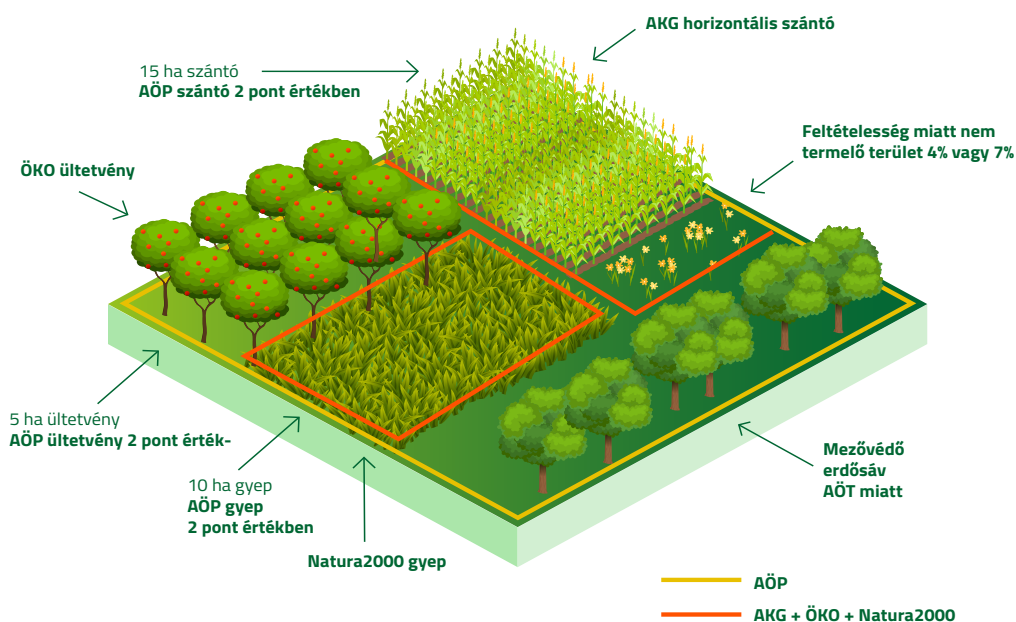 AKG horizontális szántó
15 ha szántó
AÖP szántó 2 pont értékben
Feltételesség miatt nem
termelő terület 4% vagy 7%
ÖKO ültetvény
5 ha ültetvény
AÖP ültetvény 2 pont érték-
10 ha gyep
AÖP gyep
2 pont értékben
Natura2000 gyep
Mezővédő
erdősáv
AÖT miatt
AÖP
AKG + ÖKO + Natura2000